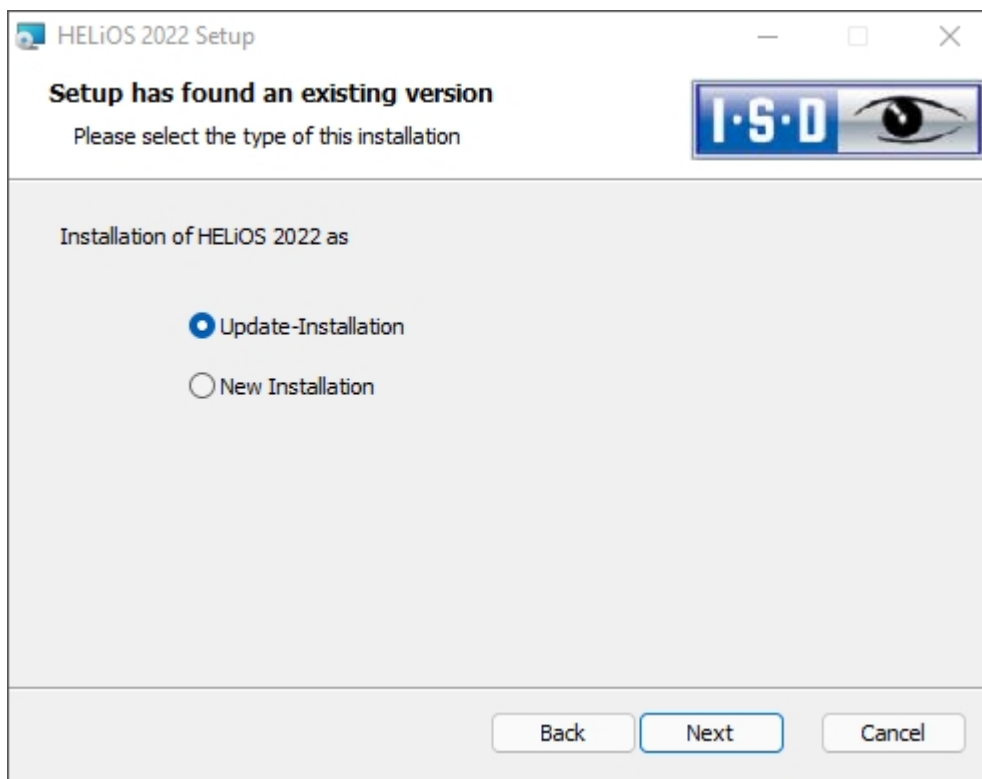 HELiOS 2022 Setup
Setup has found an existing version
Please select the type of this installation
I·S·D
Installation of HELiOS 2022 as
Update-Installation
New Installation
Back Next Cancel